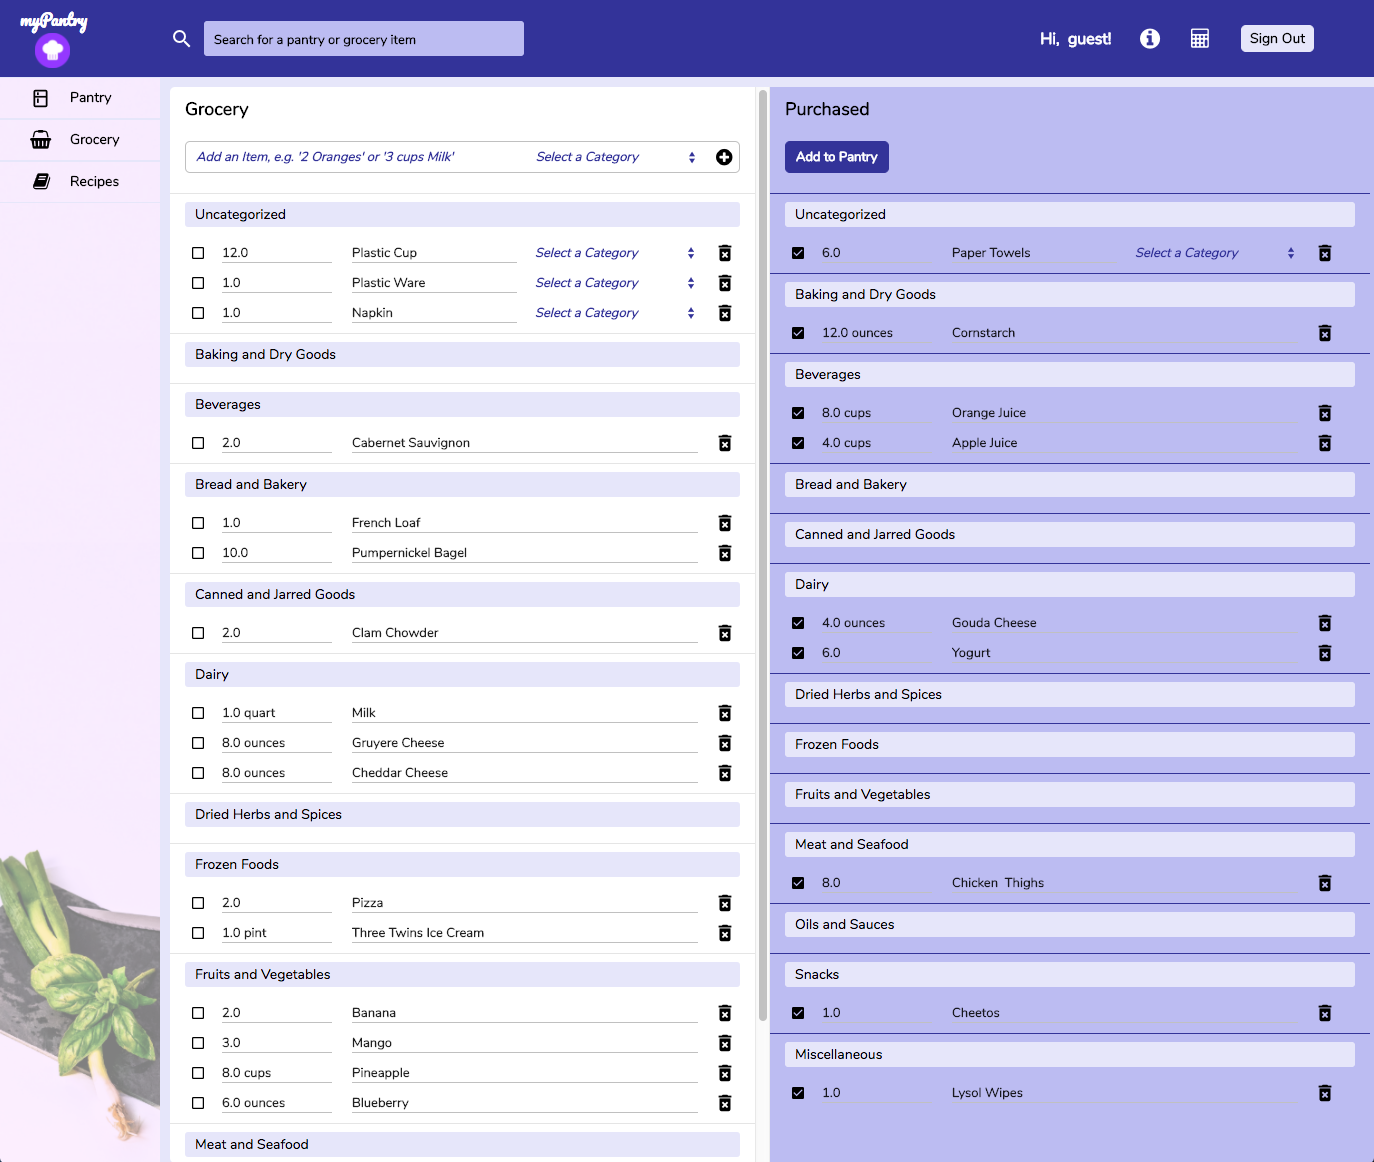 myPantry
Search for a pantry or grocery item
Hi, guest!
Sign Out
Pantry
Grocery
Recipes
Grocery
Add an Item, e.g. '2 Oranges' or '3 cups Milk' Select a Category
Uncategorized
12.0 Plastic Cup Select a Category
1.0 Plastic Ware Select a Category
1.0 Napkin Select a Category
Baking and Dry Goods
Beverages
2.0 Cabernet Sauvignon
Bread and Bakery
1.0 French Loaf
10.0 Pumpernickel Bagel
Canned and Jarred Goods
2.0 Clam Chowder
Dairy
1.0 quart Milk
8.0 ounces Gruyere Cheese
8.0 ounces Cheddar Cheese
Dried Herbs and Spices
Frozen Foods
2.0 Pizza
1.0 pint Three Twins Ice Cream
Fruits and Vegetables
2.0 Banana
3.0 Mango
8.0 cups Pineapple
6.0 ounces Blueberry
Meat and Seafood
Purchased
Add to Pantry
Uncategorized
6.0 Paper Towels Select a Category
Baking and Dry Goods
12.0 ounces Cornstarch
Beverages
8.0 cups Orange Juice
4.0 cups Apple Juice
Bread and Bakery
Canned and Jarred Goods
Dairy
4.0 ounces Gouda Cheese
6.0 Yogurt
Dried Herbs and Spices
Frozen Foods
Fruits and Vegetables
Meat and Seafood
8.0 Chicken  Thighs
Oils and Sauces
Snacks
1.0 Cheetos
Miscellaneous
1.0 Lysol Wipes